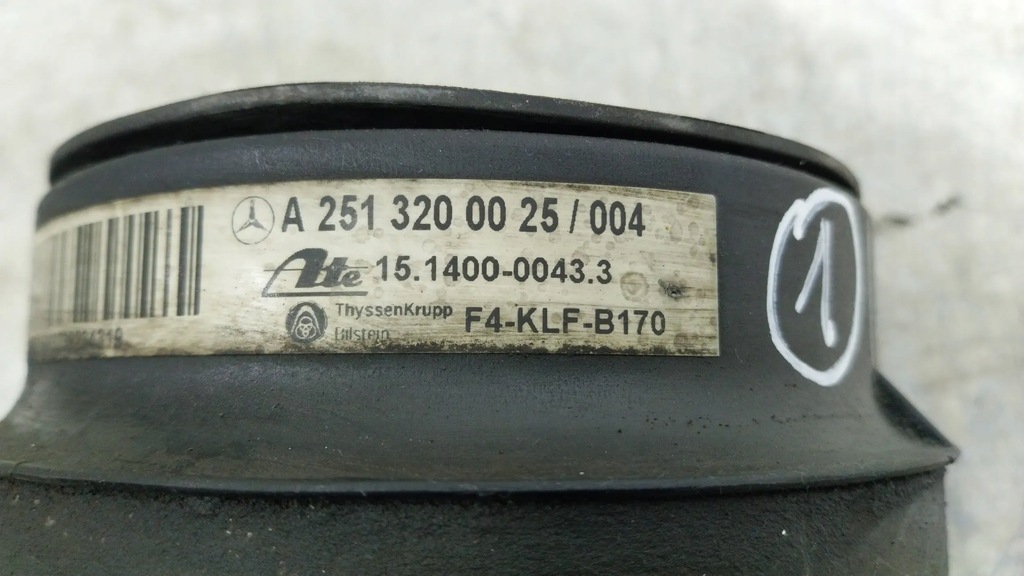 A 251 320 00 25 / 004
Ate 15.1400-0043.3
ThyssenKrupp
Bilstein
F4-KLF-B170
1